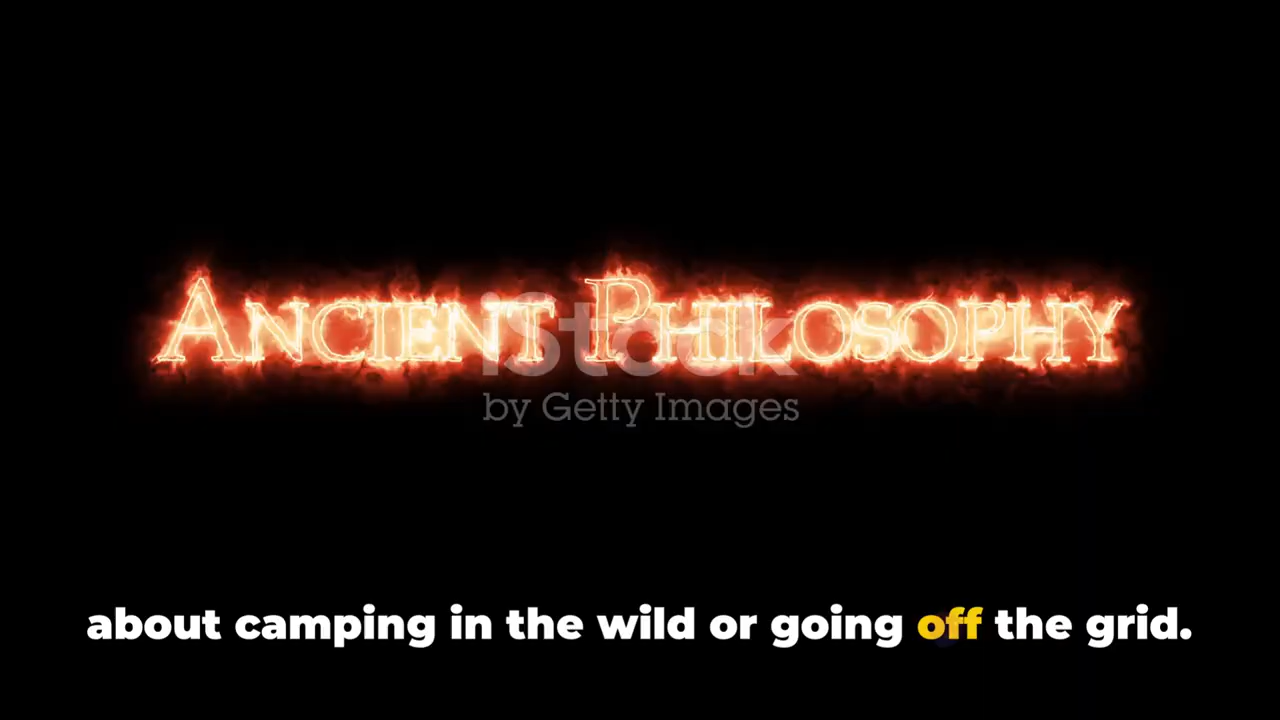 Ancient Philosophy
iStock
by Getty Images
about camping in the wild or going off the grid.